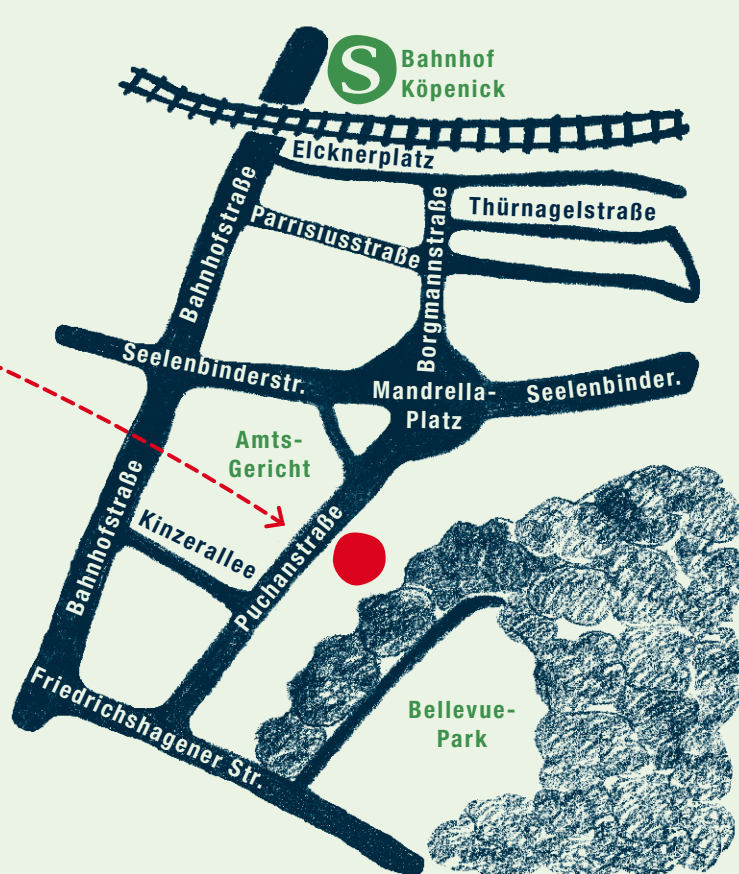 S
Bahnhof
Köpenick
Elcknerplatz
Thürnagelstraße
Parrisiusstraße
Bahnhofstraße
Borgmannstraße
Seelenbinderstr.
Mandrella-
Platz
Seelenbinder.
Amts-
Gericht
Bahnhofstraße
Kinzerallee
Puchanstraße
Friedrichshagener Str.
Bellevue-
Park